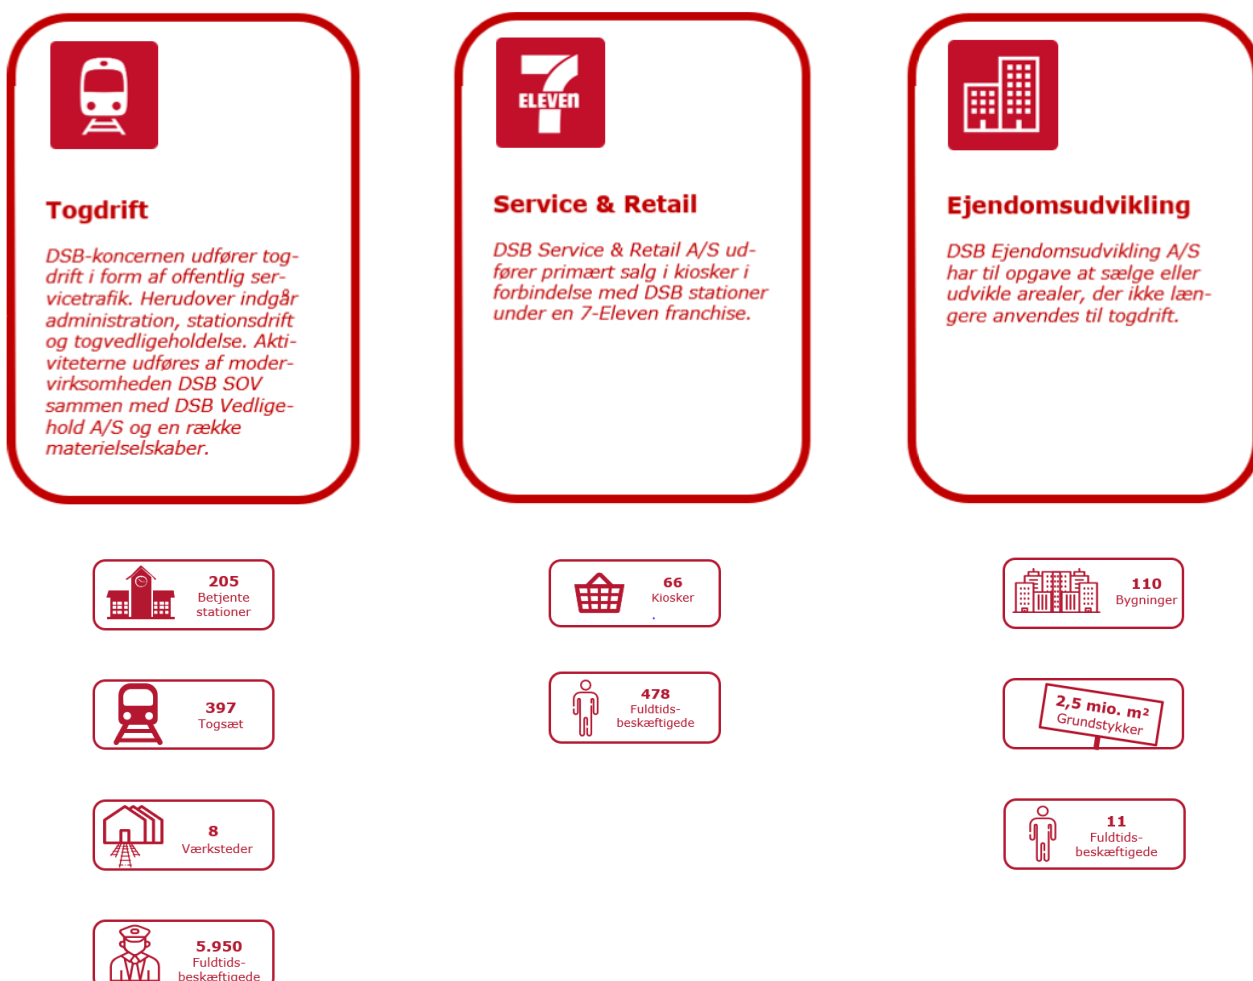 7
ELEVEN
Togdrift
DSB-koncernen udfører tog-
drift i form af offentlig ser-
vicetrafik. Herudover indgår
administration, stationsdrift
og togvedligeholdelse. Akti-
viteterne udføres af moder-
virksomheden DSB SOV
sammen med DSB Vedlige-
hold A/S og en række
materielselskaber.
Service & Retail
DSB Service & Retail A/S ud-
fører primært salg i kiosker i
forbindelse med DSB stationer
under en 7-Eleven franchise.
Ejendomsudvikling
DSB Ejendomsudvikling A/S
har til opgave at sælge eller
udvikle arealer, der ikke læn-
gere anvendes til togdrift.
205
Betjente
stationer
397
Togsæt
8
Værksteder
5.950
Fuldtids-
beskæftigede
66
Kiosker
478
Fuldtids-
beskæftigede
110
Bygninger
2,5 mio. m²
Grundstykker
11
Fuldtids-
beskæftigede